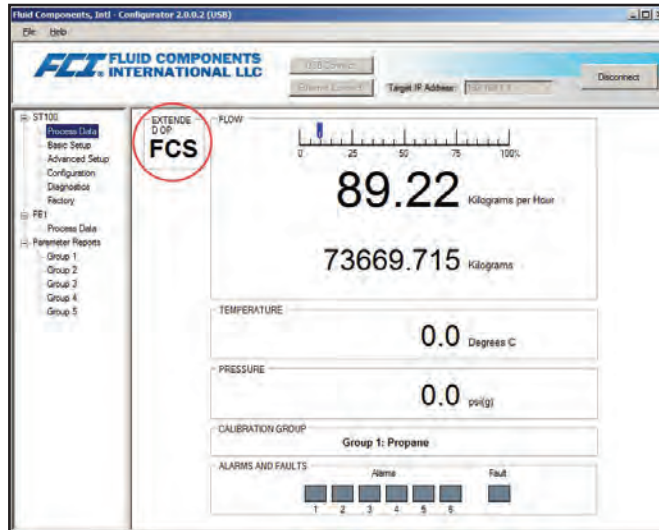 Fluid Components, Intl - Configurator 2.0.0.2 (USB)
File Help
FCI FLUID COMPONENTS
INTERNATIONAL LLC
USB Connect
Ethernet Connect
Target IP Address:
Disconnect
ST100
Process Data
Basic Setup
Advanced Setup
Configuration
Diagnostics
Factory
FE1
Process Data
Parameter Reports
Group 1
Group 2
Group 3
Group 4
Group 5
EXTENDE
D OP
FCS
FLOW
0 25 50 75 100%
89.22 Kilograms per Hour
73669.715 Kilograms
TEMPERATURE
0.0 Degrees C
PRESSURE
0.0 psi(g)
CALIBRATION GROUP
Group 1: Propane
ALARMS AND FAULTS
Alarms Fault
1 2 3 4 5 6